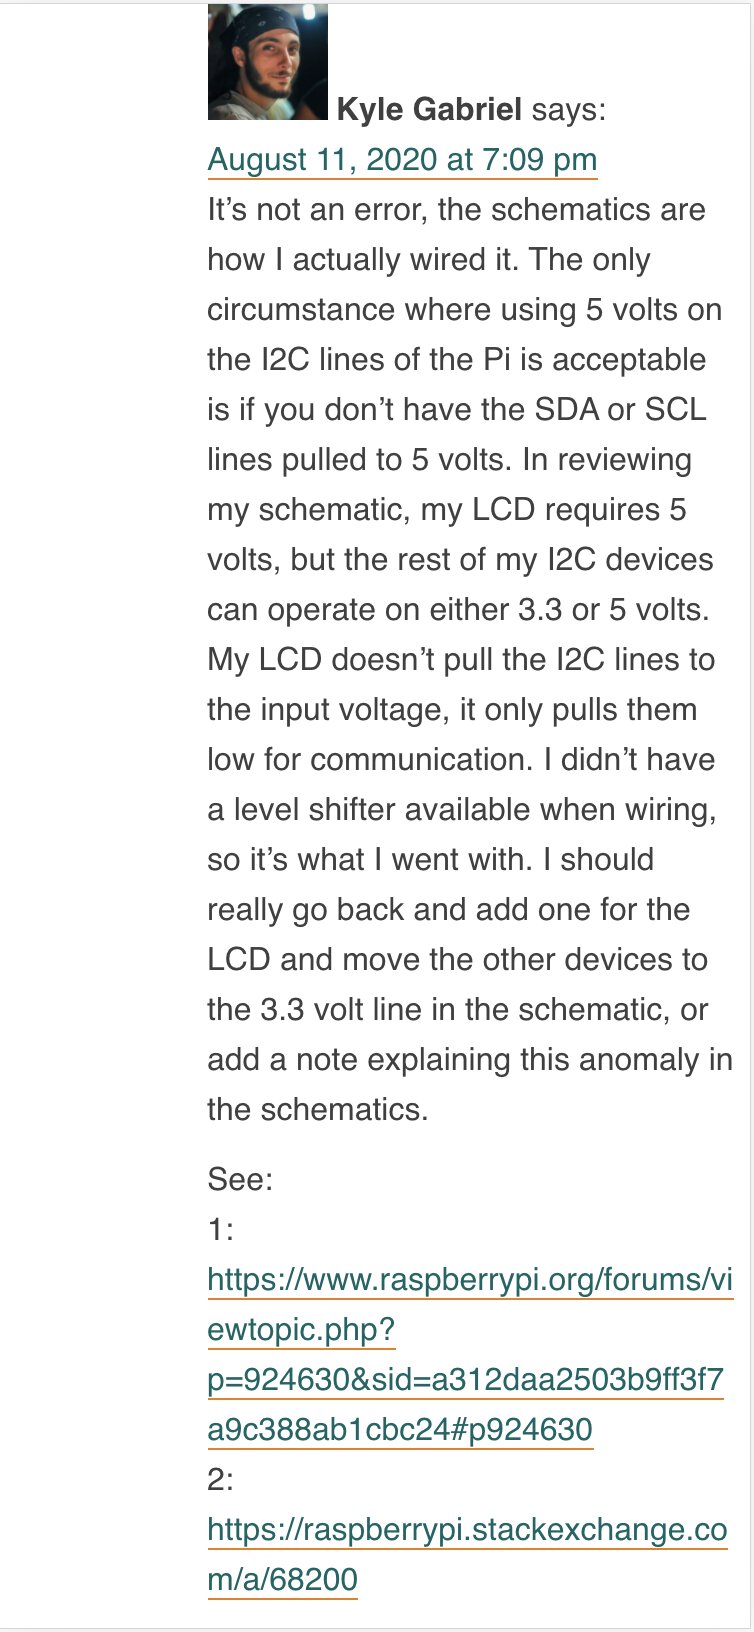 Kyle Gabriel says:
August 11, 2020 at 7:09 pm
It’s not an error, the schematics are
how I actually wired it. The only
circumstance where using 5 volts on
the I2C lines of the Pi is acceptable
is if you don’t have the SDA or SCL
lines pulled to 5 volts. In reviewing
my schematic, my LCD requires 5
volts, but the rest of my I2C devices
can operate on either 3.3 or 5 volts.
My LCD doesn’t pull the I2C lines to
the input voltage, it only pulls them
low for communication. I didn’t have
a level shifter available when wiring,
so it’s what I went with. I should
really go back and add one for the
LCD and move the other devices to
the 3.3 volt line in the schematic, or
add a note explaining this anomaly in
the schematics.
See:
1:
https://www.raspberrypi.org/forums/vi
ewtopic.php?
p=924630&sid=a312daa2503b9ff3f7
a9c388ab1cbc24#p924630
2:
https://raspberrypi.stackexchange.co
m/a/68200